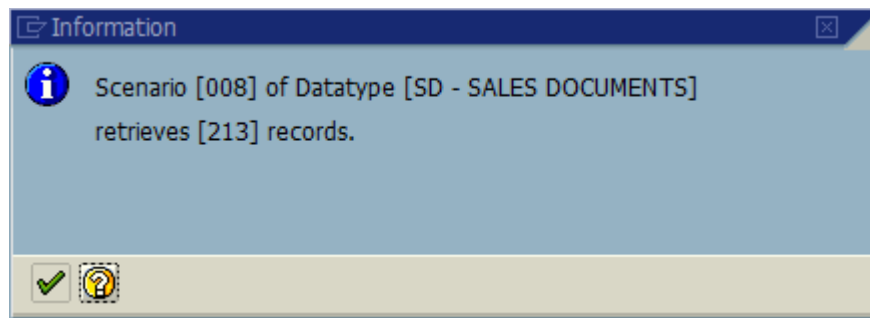 Information
Scenario [008] of Datatype [SD - SALES DOCUMENTS]
retrieves [213] records.